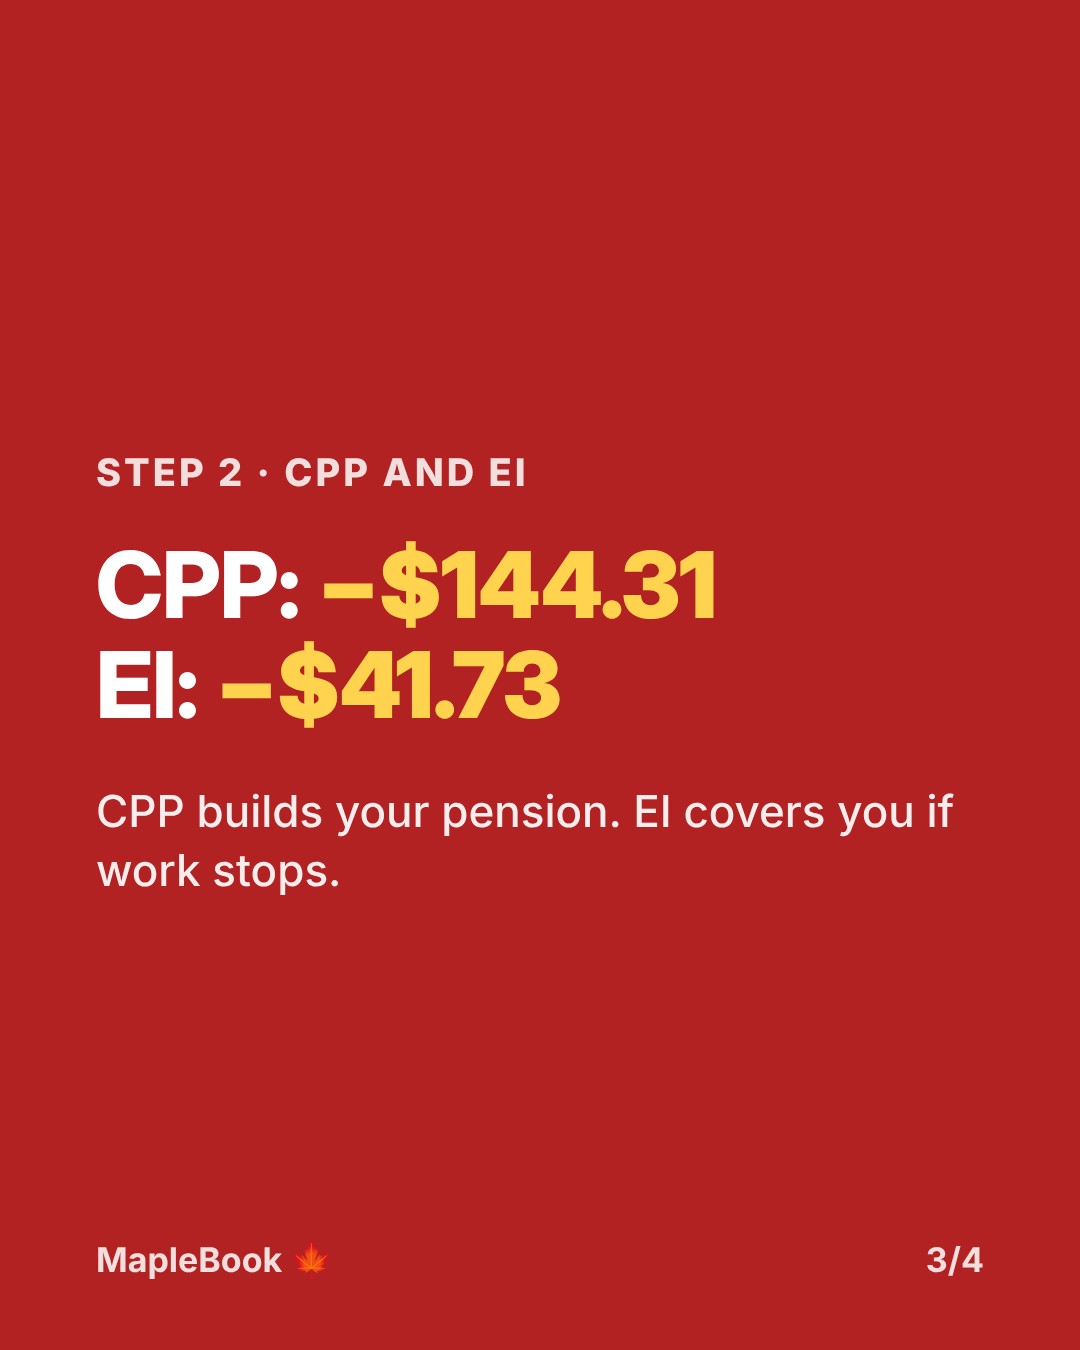 STEP 2 · CPP AND EI
CPP: –$144.31
EI: –$41.73
CPP builds your pension. EI covers you if
work stops.
MapleBook 🍁
3/4